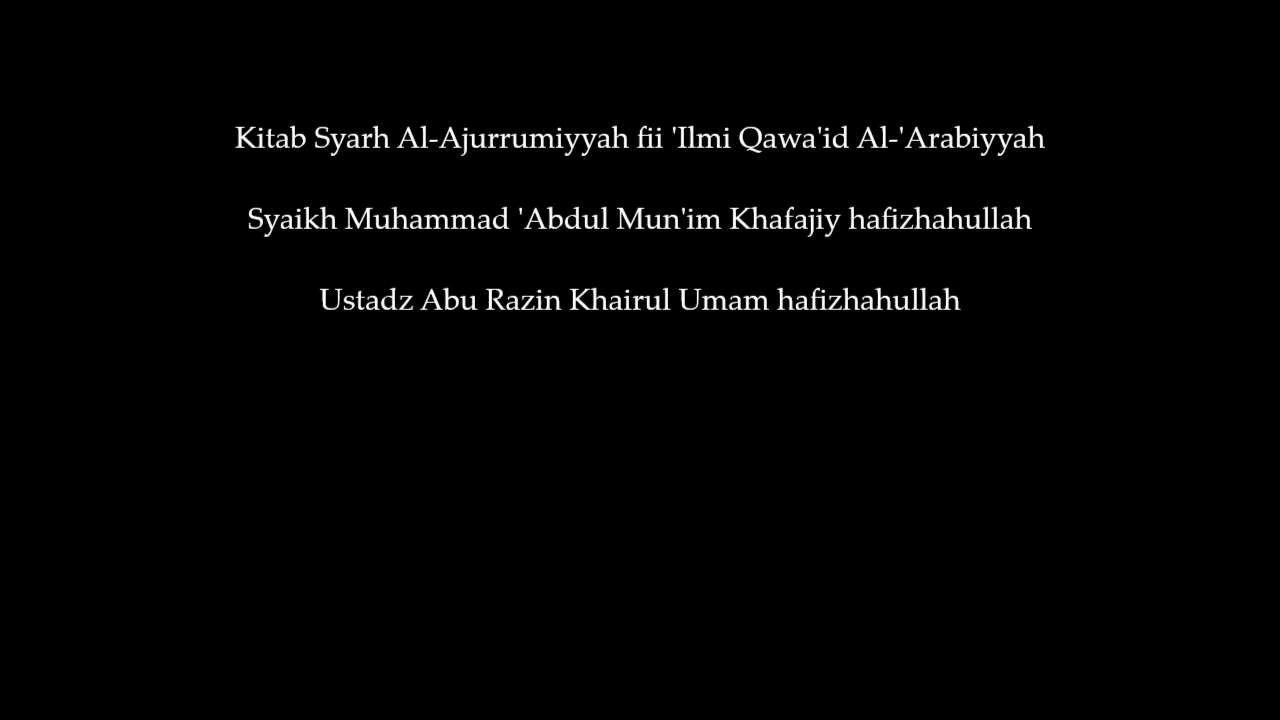 Kitab Syarh Al-Ajurrumiyyah fii 'Ilmi Qawa'id Al-'Arabiyyah
Syaikh Muhammad 'Abdul Mun'im Khafajiy hafizhahullah
Ustadz Abu Razin Khairul Umam hafizhahullah